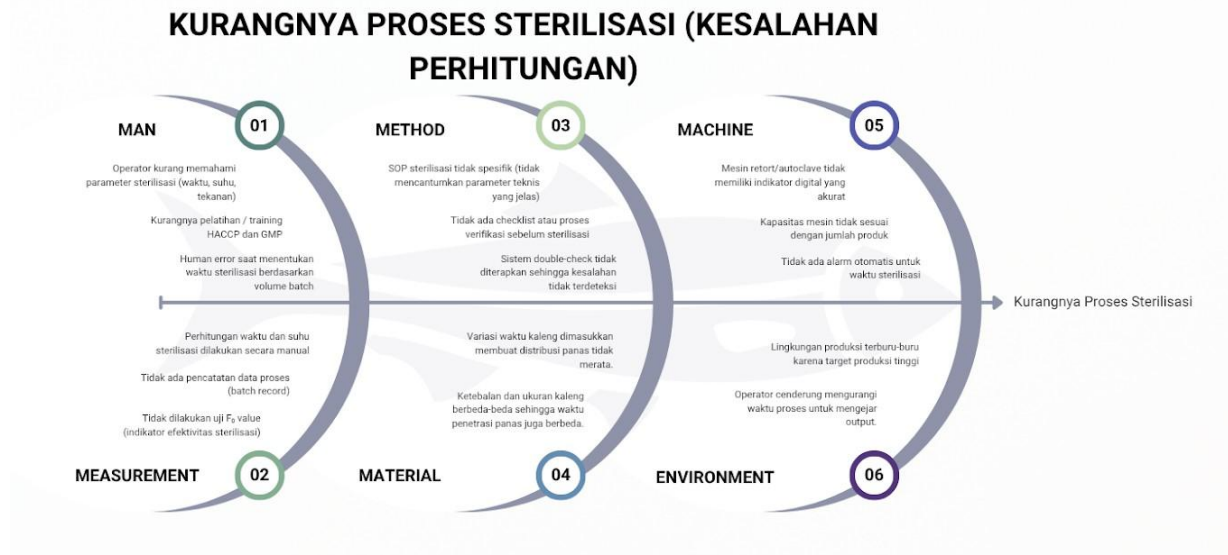 KURANGNYA PROSES STERILISASI (KESALAHAN
PERHITUNGAN)
MAN
01
Operator kurang memahami
parameter sterilisasi (waktu, suhu,
tekanan)
Kurangnya pelatihan / training
HACCP dan GMP
Human error saat menentukan
waktu sterilisasi berdasarkan
volume batch
METHOD
03
SOP sterilisasi tidak spesifik (tidak
mencantumkan parameter teknis
yang jelas)
Tidak ada checklist atau proses
verifikasi sebelum sterilisasi
Sistem double-check tidak
diterapkan sehingga kesalahan
tidak terdeteksi
MACHINE
05
Mesin retort/autoclave tidak
memiliki indikator digital yang
akurat
Kapasitas mesin tidak sesuai
dengan jumlah produk
Tidak ada alarm otomatis untuk
waktu sterilisasi
Kurangnya Proses Sterilisasi
Perhitungan waktu dan suhu
sterilisasi dilakukan secara manual
Tidak ada pencatatan data proses
(batch record)
Tidak dilakukan uji F₀ value
(indikator efektivitas sterilisasi)
MEASUREMENT
02
Variasi waktu kaleng dimasukkan
membuat distribusi panas tidak
merata.
Ketebalan dan ukuran kaleng
berbeda-beda sehingga waktu
penetrasi panas juga berbeda.
MATERIAL
04
Lingkungan produksi terburu-buru
karena target produksi tinggi
Operator cenderung mengurangi
waktu proses untuk mengejar
output.
ENVIRONMENT
06